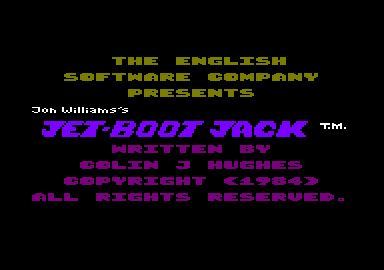 THE ENGLISH
SOFTWARE COMPANY
PRESENTS
Jon Williams's
JET-BOOT JACK T.M.
WRITTEN BY
COLIN J HUGHES
COPYRIGHT (1984)
ALL RIGHTS RESERVED.